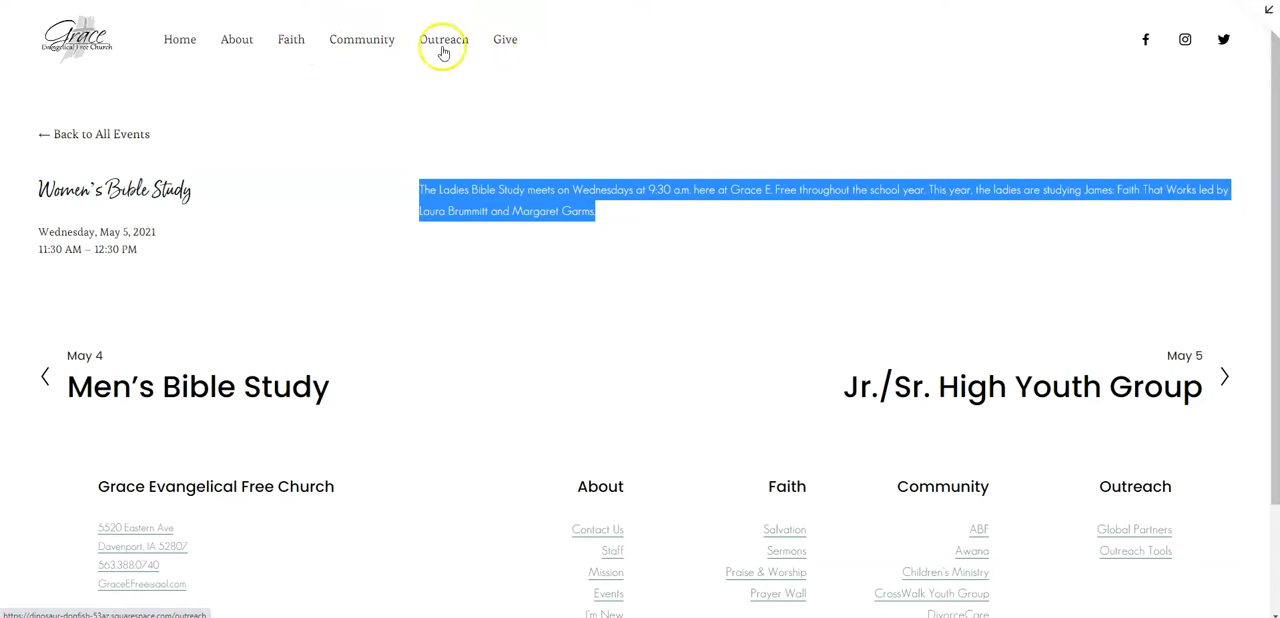 Grace
Evangelical Free Church
Home About Faith Community Outreach Give
← Back to All Events
Women's Bible Study
Wednesday, May 5, 2021
11:30 AM – 12:30 PM
The Ladies Bible Study meets on Wednesdays at 9:30 a.m. here at Grace E. Free throughout the school year. This year, the ladies are studying James: Faith That Works led by
Laura Brummitt and Margaret Garms.
May 4
Men's Bible Study
May 5
Jr./Sr. High Youth Group
Grace Evangelical Free Church
5520 Eastern Ave
Davenport, IA 52807
563.388.0740
GraceEFree@aol.com
About
Contact Us
Staff
Mission
Events
I'm New
Faith
Salvation
Sermons
Praise & Worship
Prayer Wall
Community
ABF
Awana
Children's Ministry
CrossWalk Youth Group
DivorceCare
Outreach
Global Partners
Outreach Tools
https://dinosaur-dogfish-53az.squarespace.com/outreach